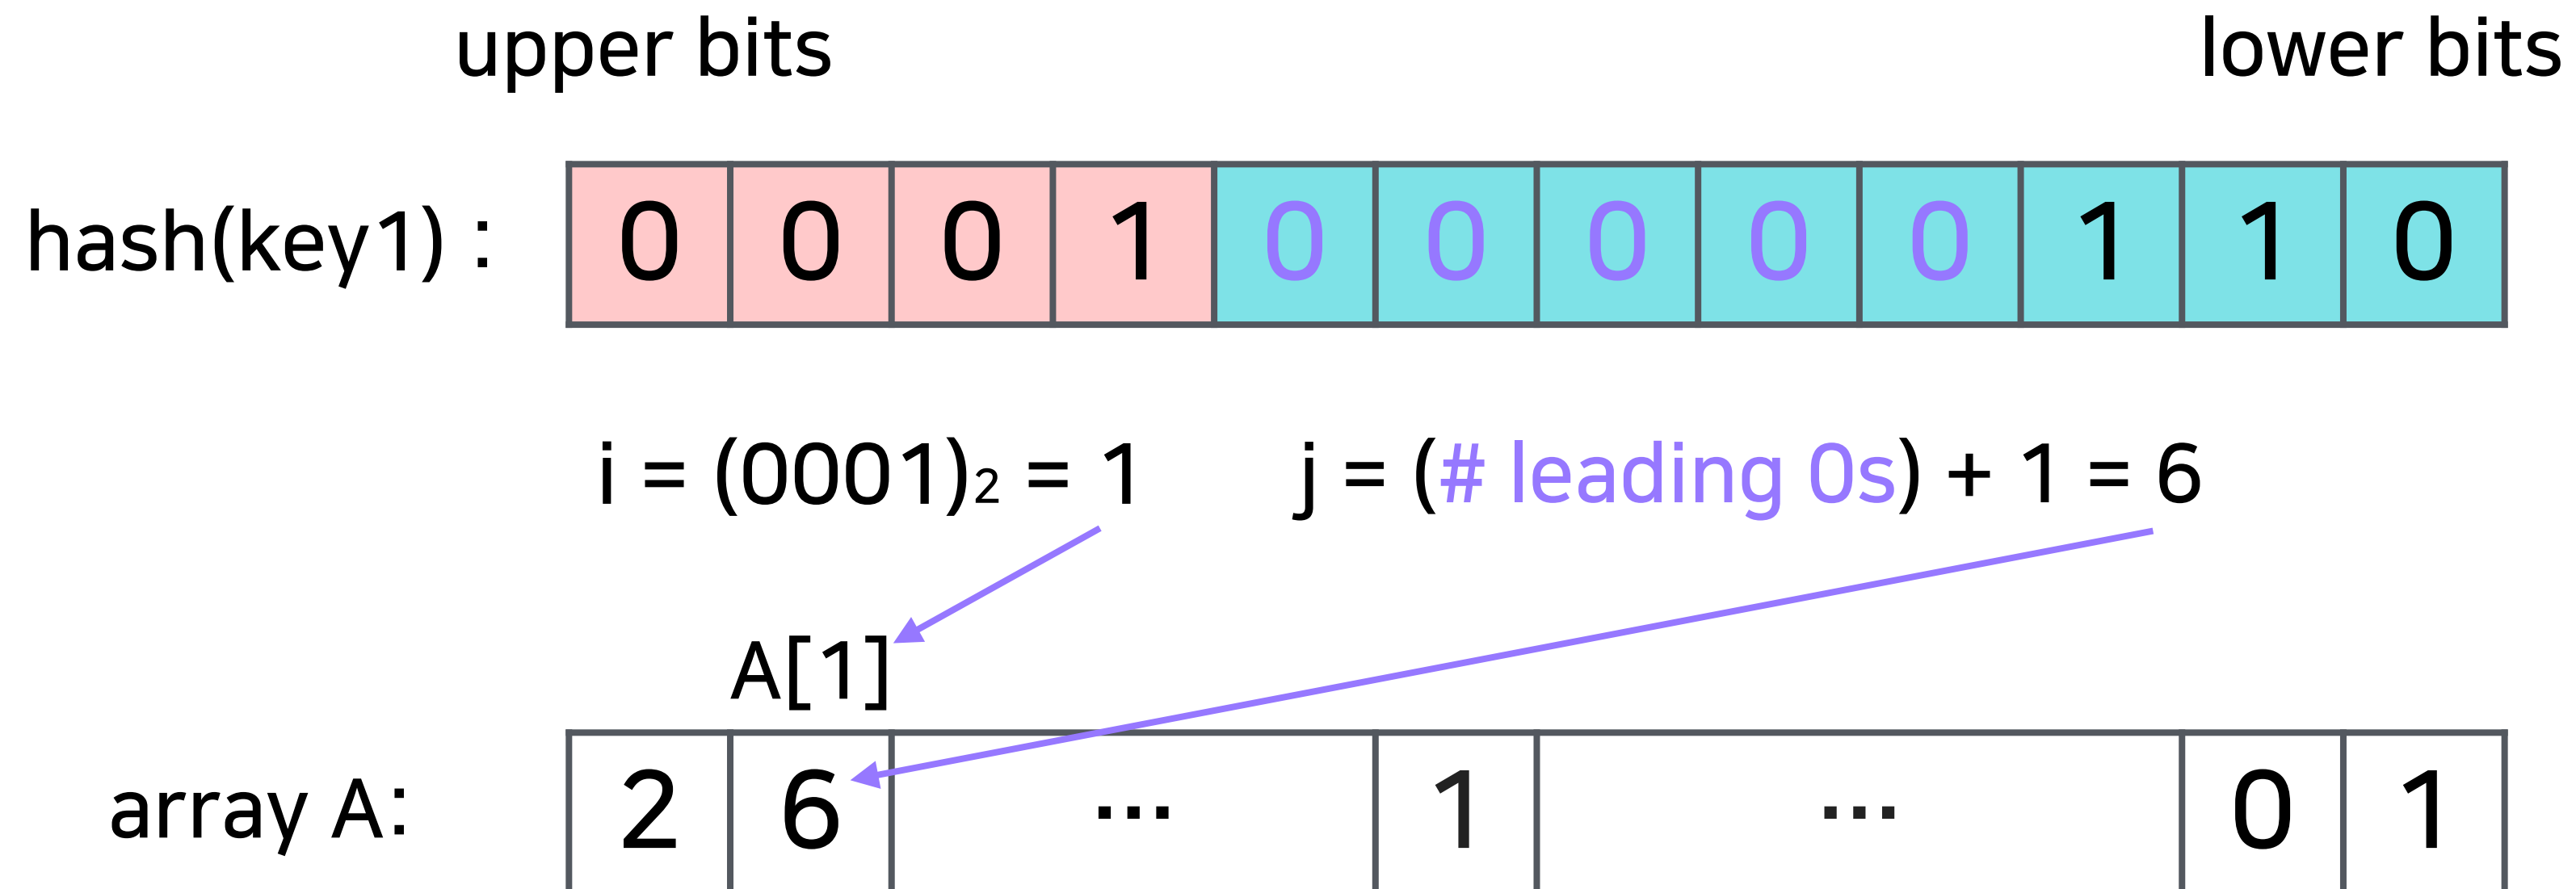 upper bits lower bits
hash(key1) : 0 0 0 1 0 0 0 0 0 1 1 0
i = (0001)₂ = 1 j = (# leading 0s) + 1 = 6
A[1]
array A: 2 6 ... 1 ... 0 1